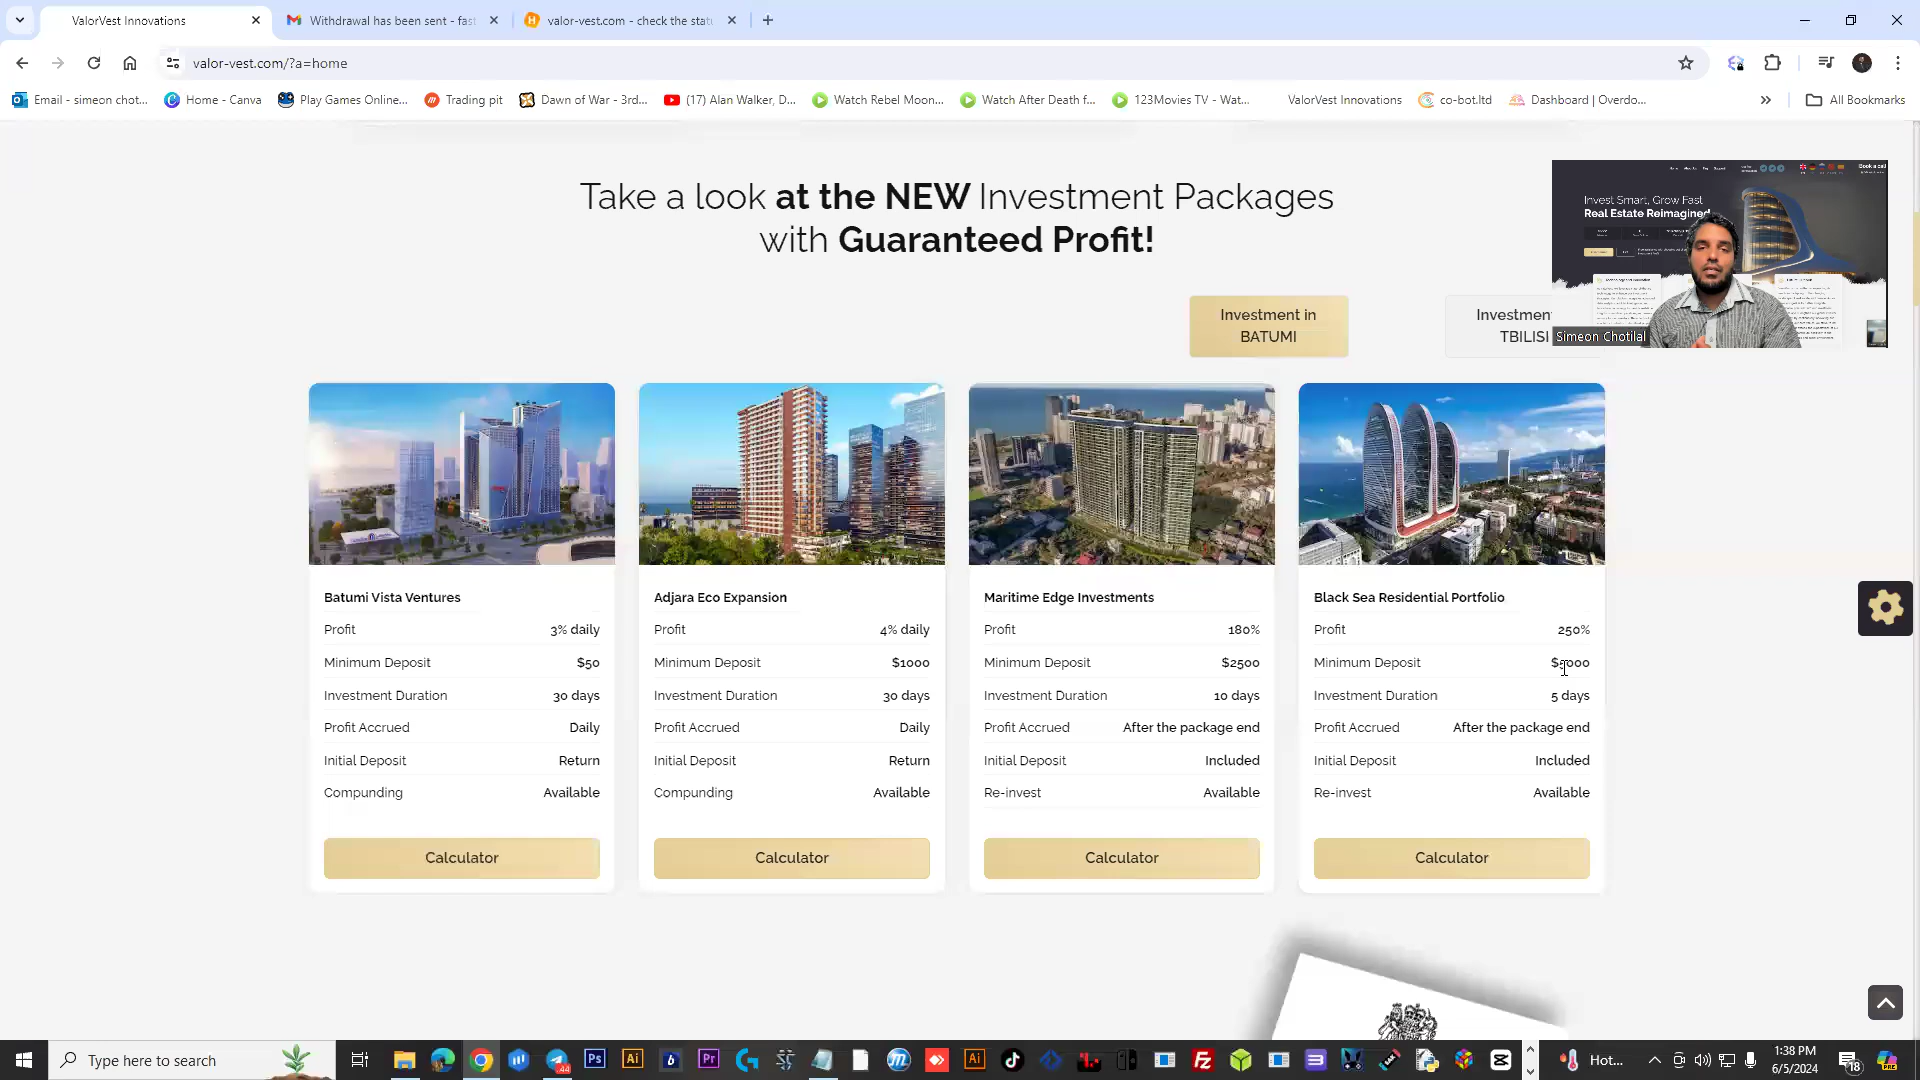 ValorVest Innovations
Withdrawal has been sent - fast
valor-vest.com - check the statu
valor-vest.com/?a=home
Email - simeon chot...
Home - Canva
Play Games Online...
Trading pit
Dawn of War - 3rd...
(17) Alan Walker, D...
Watch Rebel Moon...
Watch After Death f...
123Movies TV - Wat...
ValorVest Innovations
co-bot.ltd
Dashboard | Overdo...
All Bookmarks
Take a look at the NEW Investment Packages
with Guaranteed Profit!
Book a call
Invest Smart, Grow Fast
Real Estate Reimagined
Simeon Chotilal
Investment in
BATUMI
Investment
TBILISI
Batumi Vista Ventures
Profit 3% daily
Minimum Deposit $50
Investment Duration 30 days
Profit Accrued Daily
Initial Deposit Return
Compunding Available
Calculator
Adjara Eco Expansion
Profit 4% daily
Minimum Deposit $1000
Investment Duration 30 days
Profit Accrued Daily
Initial Deposit Return
Compunding Available
Calculator
Maritime Edge Investments
Profit 180%
Minimum Deposit $2500
Investment Duration 10 days
Profit Accrued After the package end
Initial Deposit Included
Re-invest Available
Calculator
Black Sea Residential Portfolio
Profit 250%
Minimum Deposit
Investment Duration 5 days
Profit Accrued After the package end
Initial Deposit Included
Re-invest Available
Calculator
Type here to search
Hot...
1:38 PM
6/5/2024